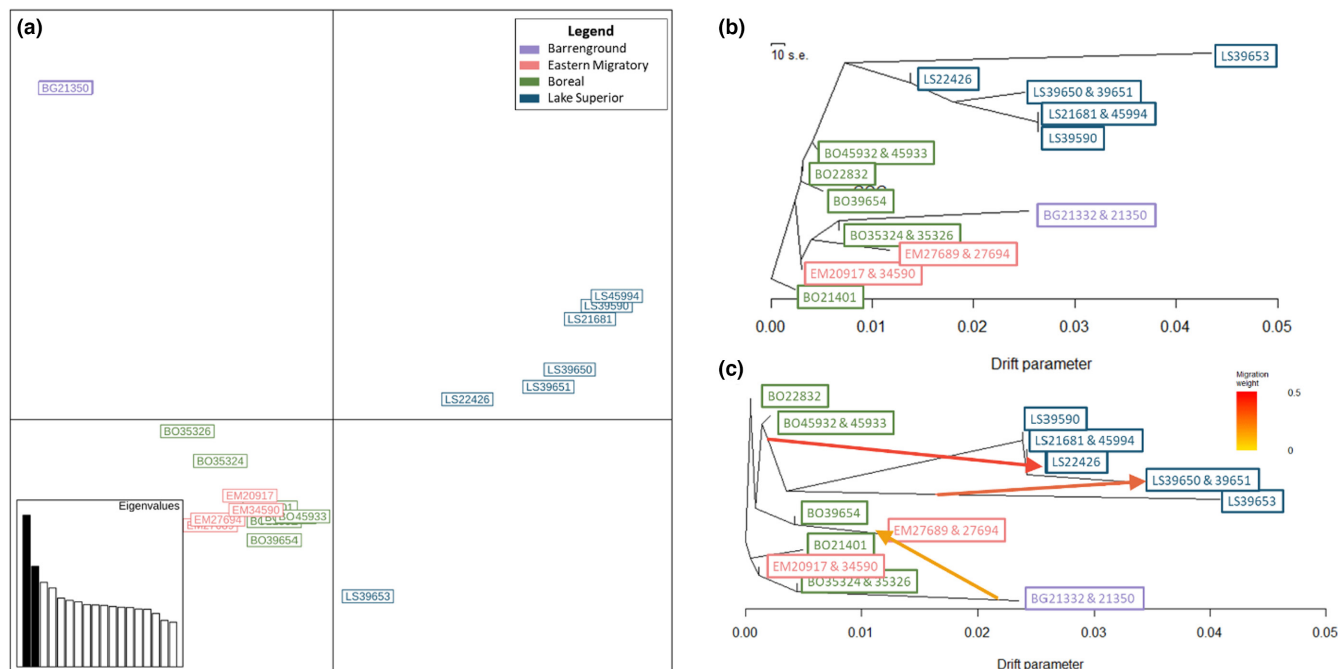 (a)
Legend
Barrenground
Eastern Migratory
Boreal
Lake Superior
BG21350
LS45994
LS39590
LS21681
LS39650
LS39651
LS22426
BO35326
BO35324
EM20917
EM34590
EM27694
BO45933
BO39654
LS39653
Eigenvalues
(b)
10 s.e.
LS39653
LS22426
LS39650 & 39651
LS21681 & 45994
LS39590
BO45932 & 45933
BO22832
BO39654
BG21332 & 21350
BO35324 & 35326
EM27689 & 27694
EM20917 & 34590
BO21401
0.00 0.01 0.02 0.03 0.04 0.05
Drift parameter
(c)
Migration
weight
0.5
0
BO22832
BO45932 & 45933
LS39590
LS21681 & 45994
LS22426
LS39650 & 39651
LS39653
BO39654
EM27689 & 27694
BO21401
EM20917 & 34590
BO35324 & 35326
BG21332 & 21350
0.00 0.01 0.02 0.03 0.04 0.05
Drift parameter